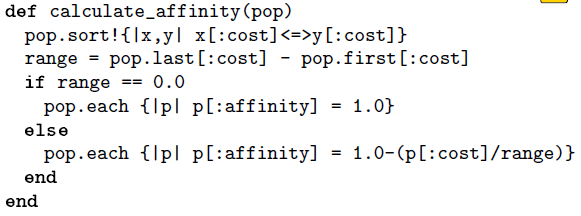 def calculate_affinity(pop)
  pop.sort!{|x,y| x[:cost]<=>y[:cost]}
  range = pop.last[:cost] - pop.first[:cost]
  if range == 0.0
    pop.each {|p| p[:affinity] = 1.0}
  else
    pop.each {|p| p[:affinity] = 1.0-(p[:cost]/range)}
  end
end